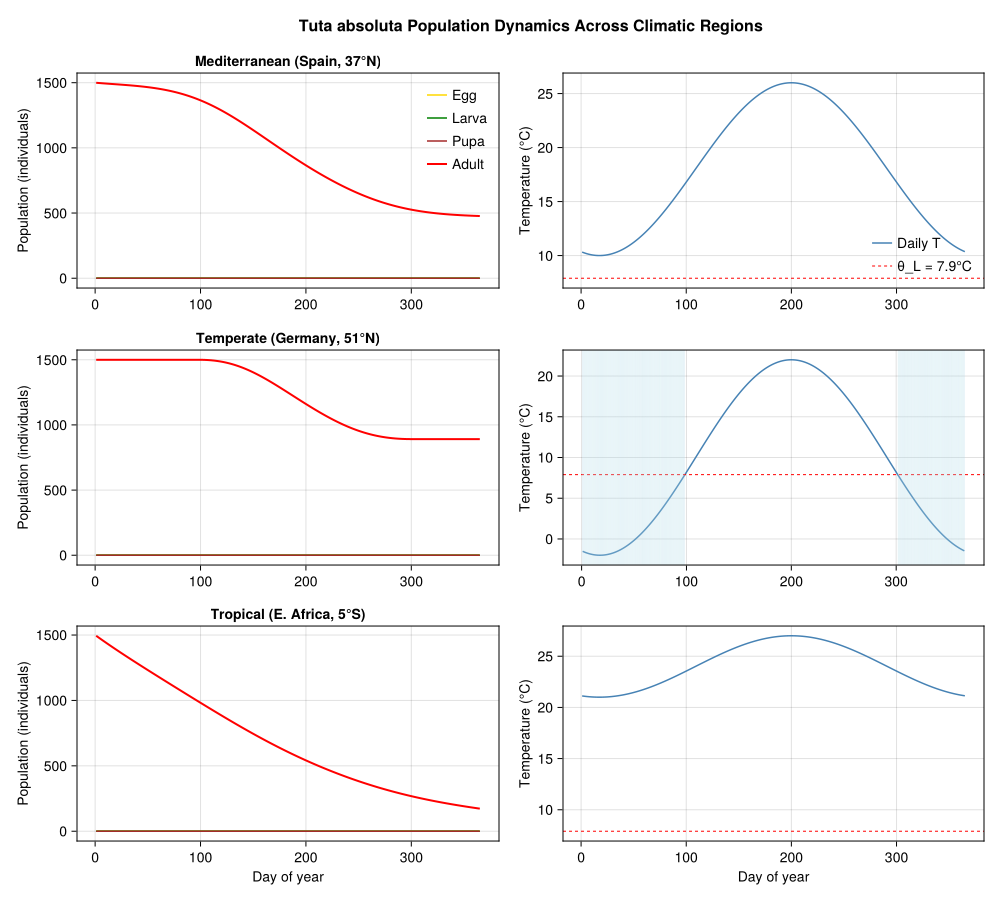 Tuta absoluta Population Dynamics Across Climatic Regions
Mediterranean (Spain, 37°N)
Population (individuals)
1500
1000
500
0
0 100 200 300
Egg
Larva
Pupa
Adult
Temperature (°C)
25
20
15
10
0 100 200 300
Daily T
θ_L = 7.9°C
Temperate (Germany, 51°N)
Population (individuals)
1500
1000
500
0
0 100 200 300
Temperature (°C)
20
15
10
5
0
0 100 200 300
Tropical (E. Africa, 5°S)
Population (individuals)
1500
1000
500
0
0 100 200 300
Day of year
Temperature (°C)
25
20
15
10
0 100 200 300
Day of year